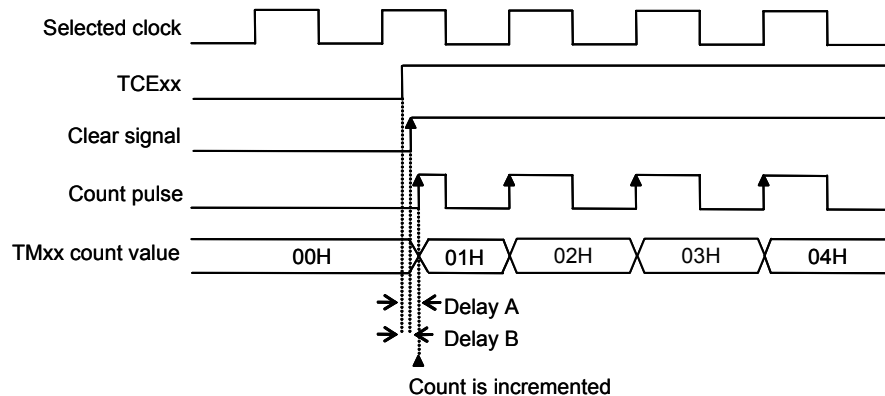 Selected clock
TCExx
Clear signal
Count pulse
TMxx count value
00H 01H 02H 03H 04H
Delay A
Delay B
Count is incremented